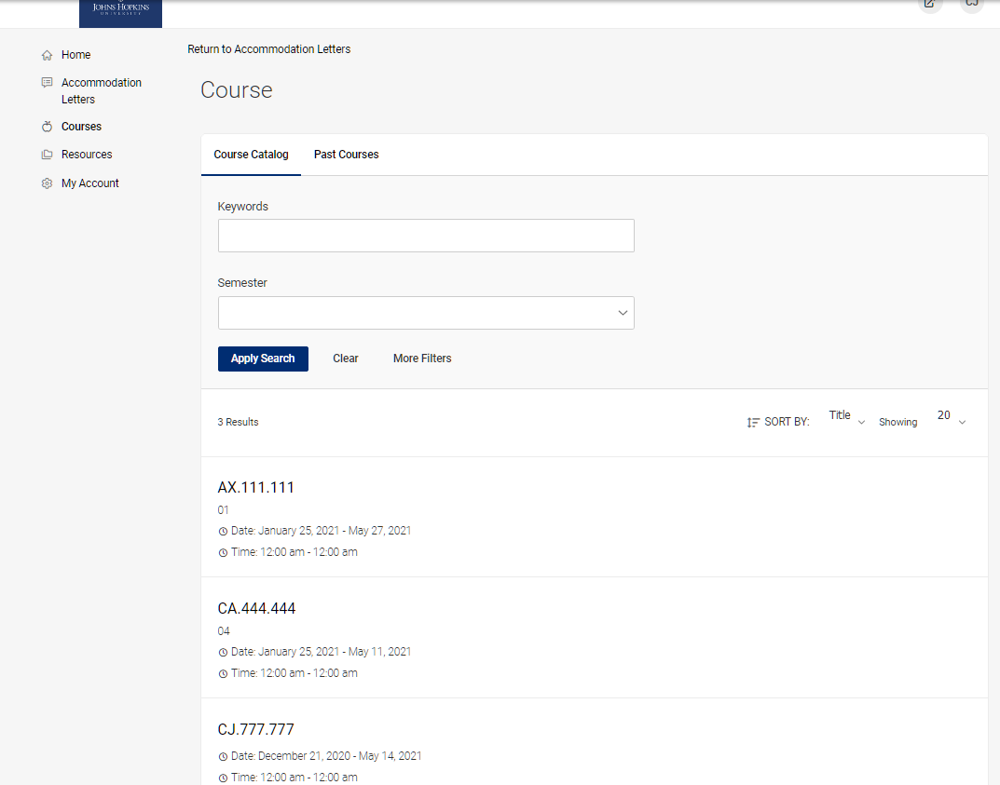 JOHNS HOPKINS
UNIVERSITY
CJ
Home
Accommodation
Letters
Courses
Resources
My Account
Return to Accommodation Letters
Course
Course Catalog
Past Courses
Keywords
Semester
Apply Search
Clear
More Filters
3 Results
SORT BY:
Title
Showing
20
AX.111.111
01
Date: January 25, 2021 - May 27, 2021
Time: 12:00 am - 12:00 am
CA.444.444
04
Date: January 25, 2021 - May 11, 2021
Time: 12:00 am - 12:00 am
CJ.777.777
Date: December 21, 2020 - May 14, 2021
Time: 12:00 am - 12:00 am